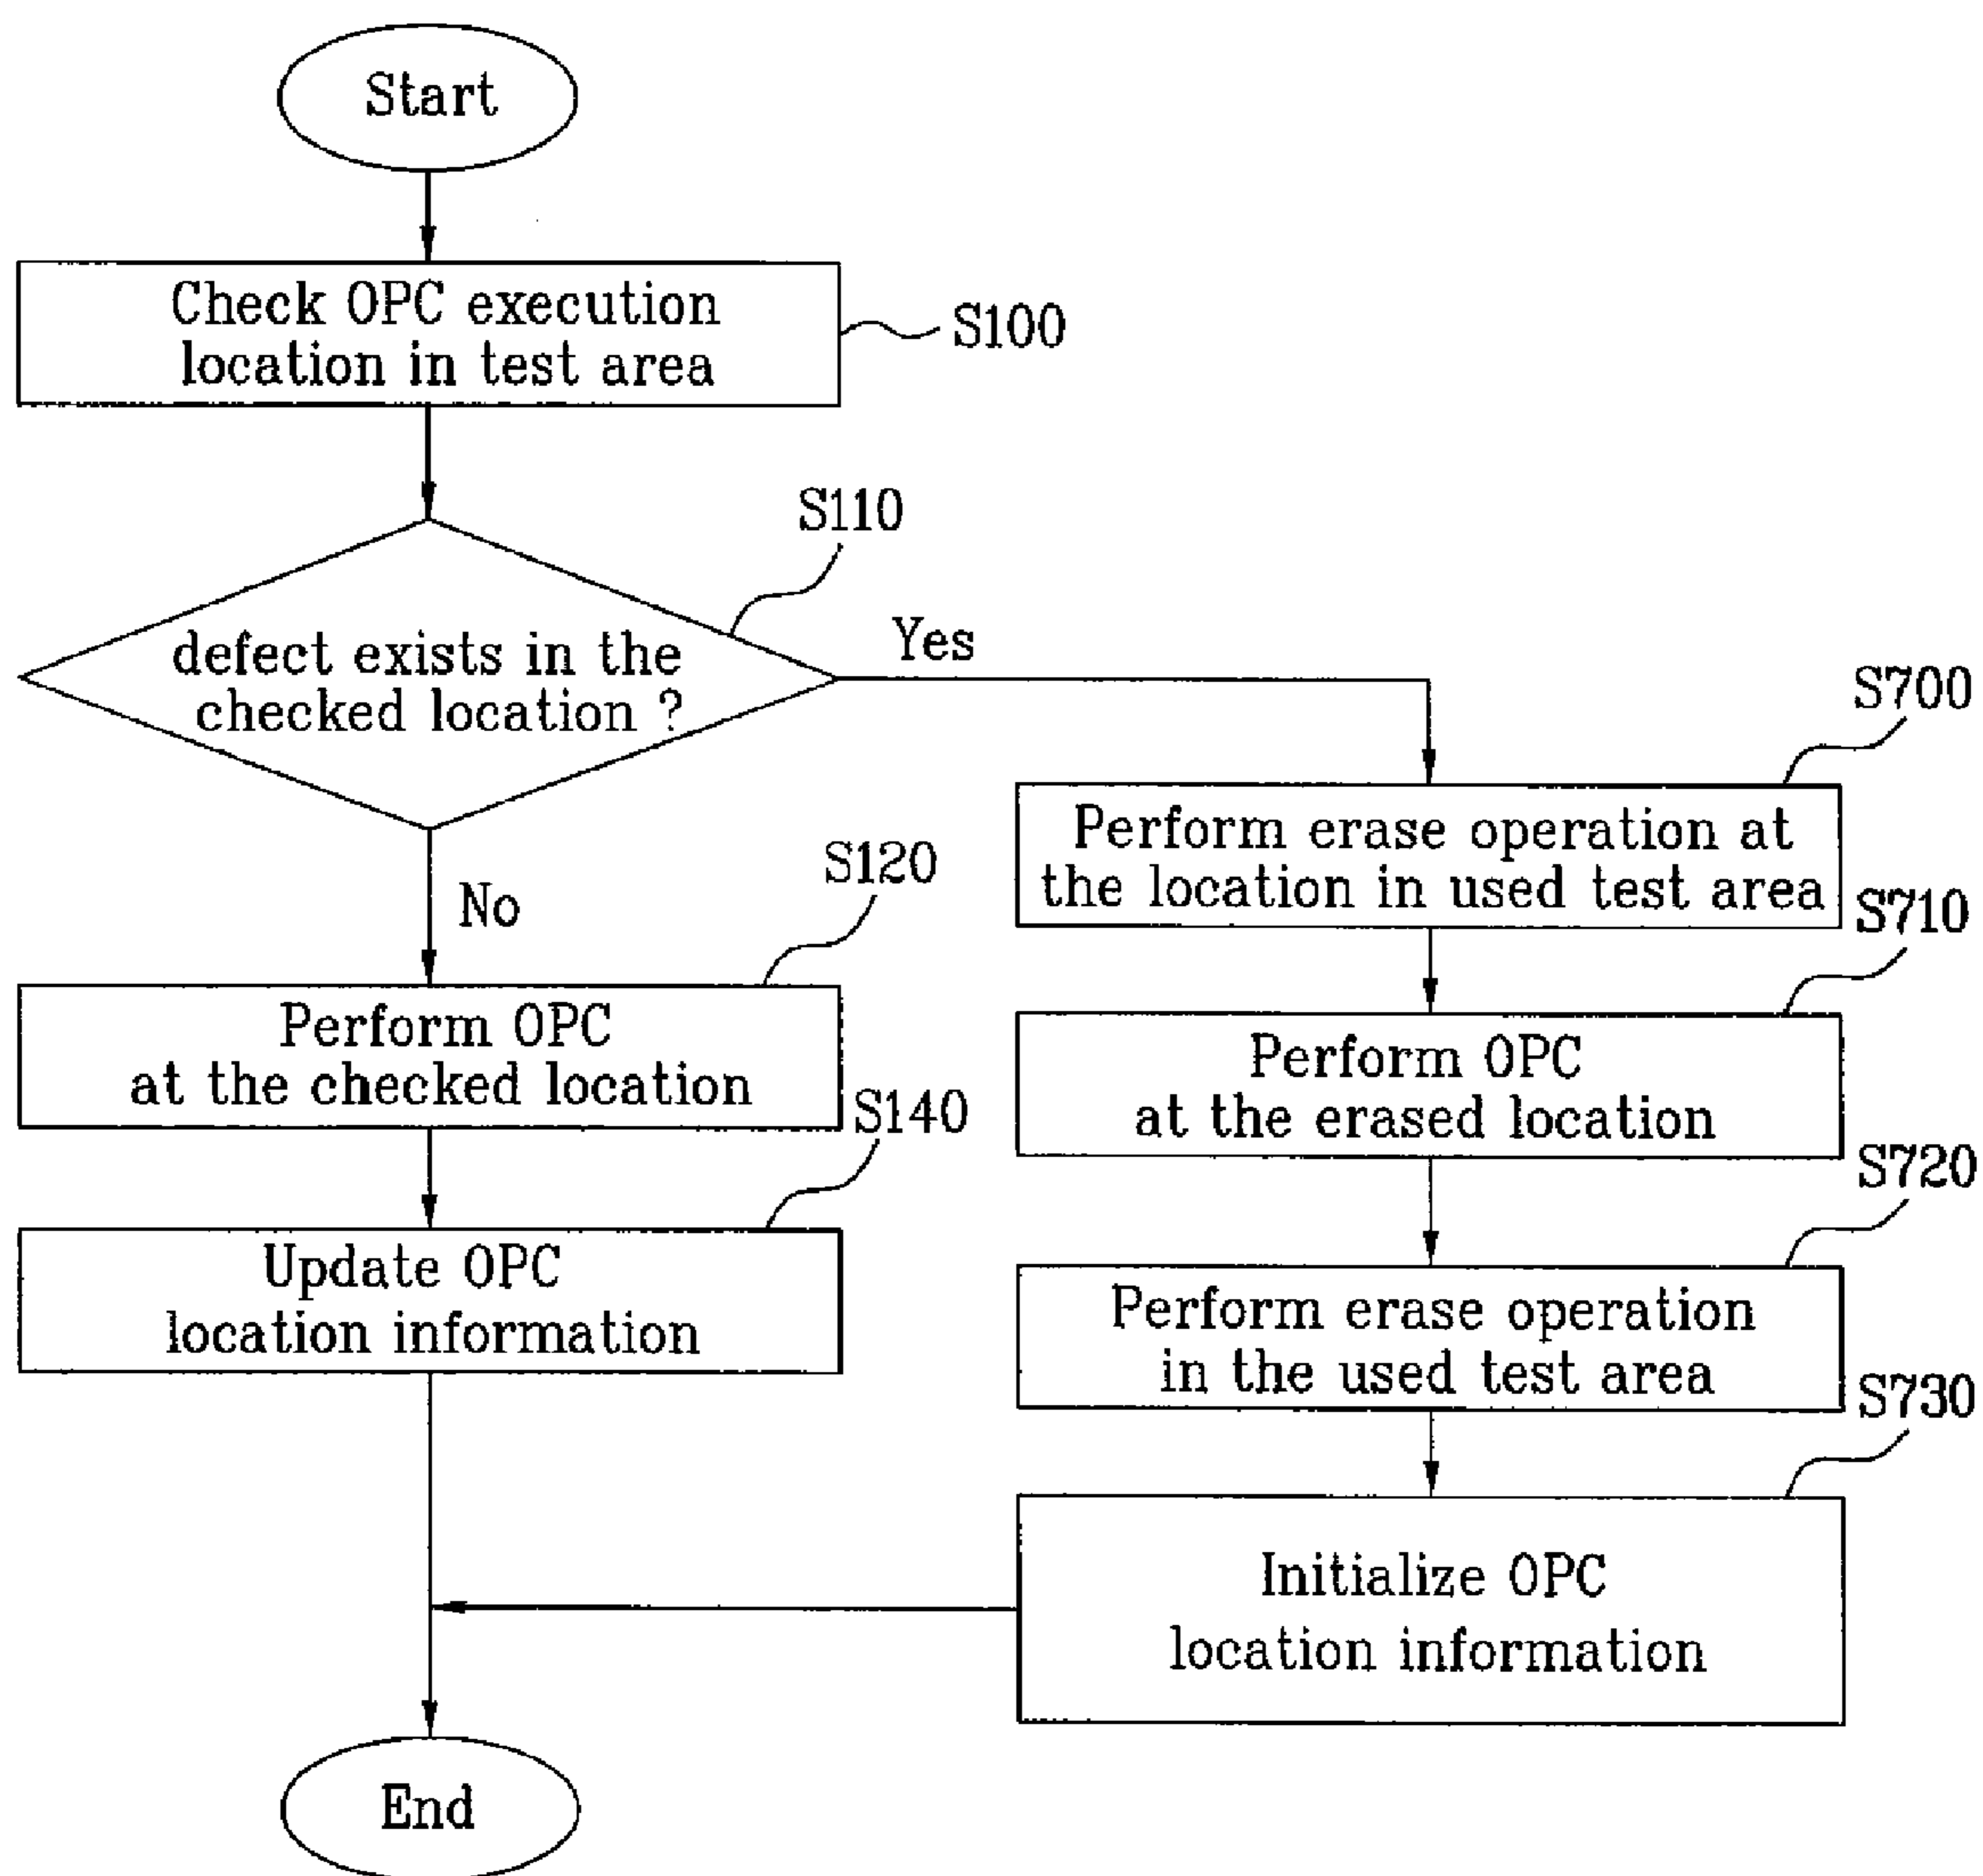 Start
Check OPC execution
location in test area
S100
S110
defect exists in the
checked location ?
Yes
No
S120
Perform OPC
at the checked location
S140
Update OPC
location information
S700
Perform erase operation at
the location in used test area
S710
Perform OPC
at the erased location
S720
Perform erase operation
in the used test area
S730
Initialize OPC
location information
End